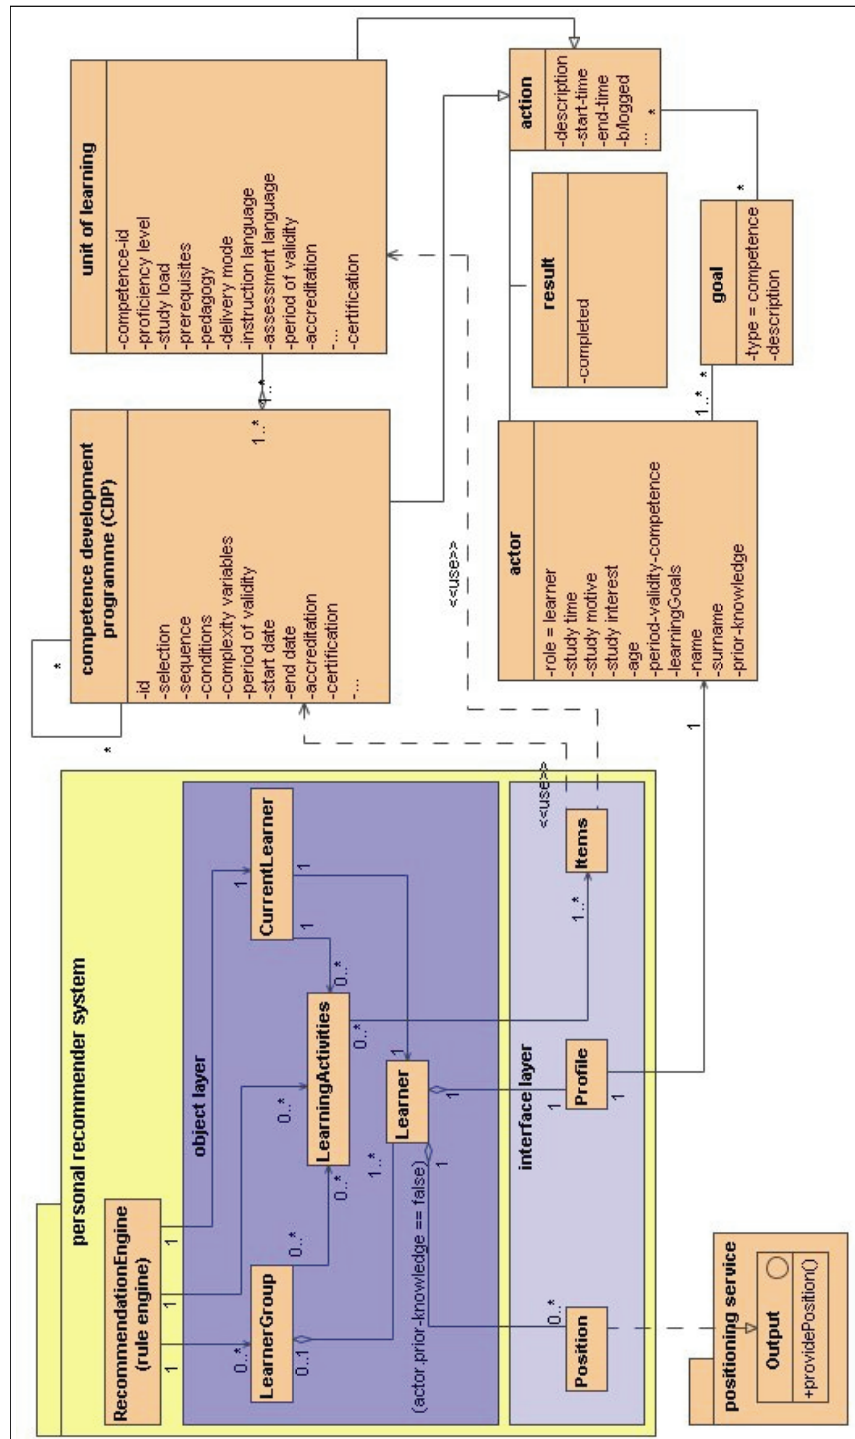 personal recommender system
RecommendationEngine
(rule engine)
1
1
1
object layer
0..*
0..*
1
LearnerGroup
LearningActivities
CurrentLearner
0..1
0..*
0..*
0..*
0..*
1
1
1..*
1
Learner
(actor.prior-knowledge == false)
1
1
interface layer
0..*
1
1..*
Position
Profile
Items
1
<<use>>
<<use>>
positioning service
Output
+providePosition()
competence development
programme (CDP)
-id
-selection
-sequence
-conditions
-complexity variables
-period of validity
-start date
-end date
-accreditation
-certification
-...
*
*
1..*
1..*
unit of learning
-competence-id
-proficiency level
-study load
-prerequisites
-pedagogy
-delivery mode
-instruction language
-assessment language
-period of validity
-accreditation
-...
-certification
actor
-role = learner
-study time
-study motive
-study interest
-age
-period-validity-competence
-learningGoals
-name
-surname
-prior-knowledge
1
1..*
*
result
-completed
action
-description
-start-time
-end-time
-b/logged
...
*
*
goal
-type = competence
-description